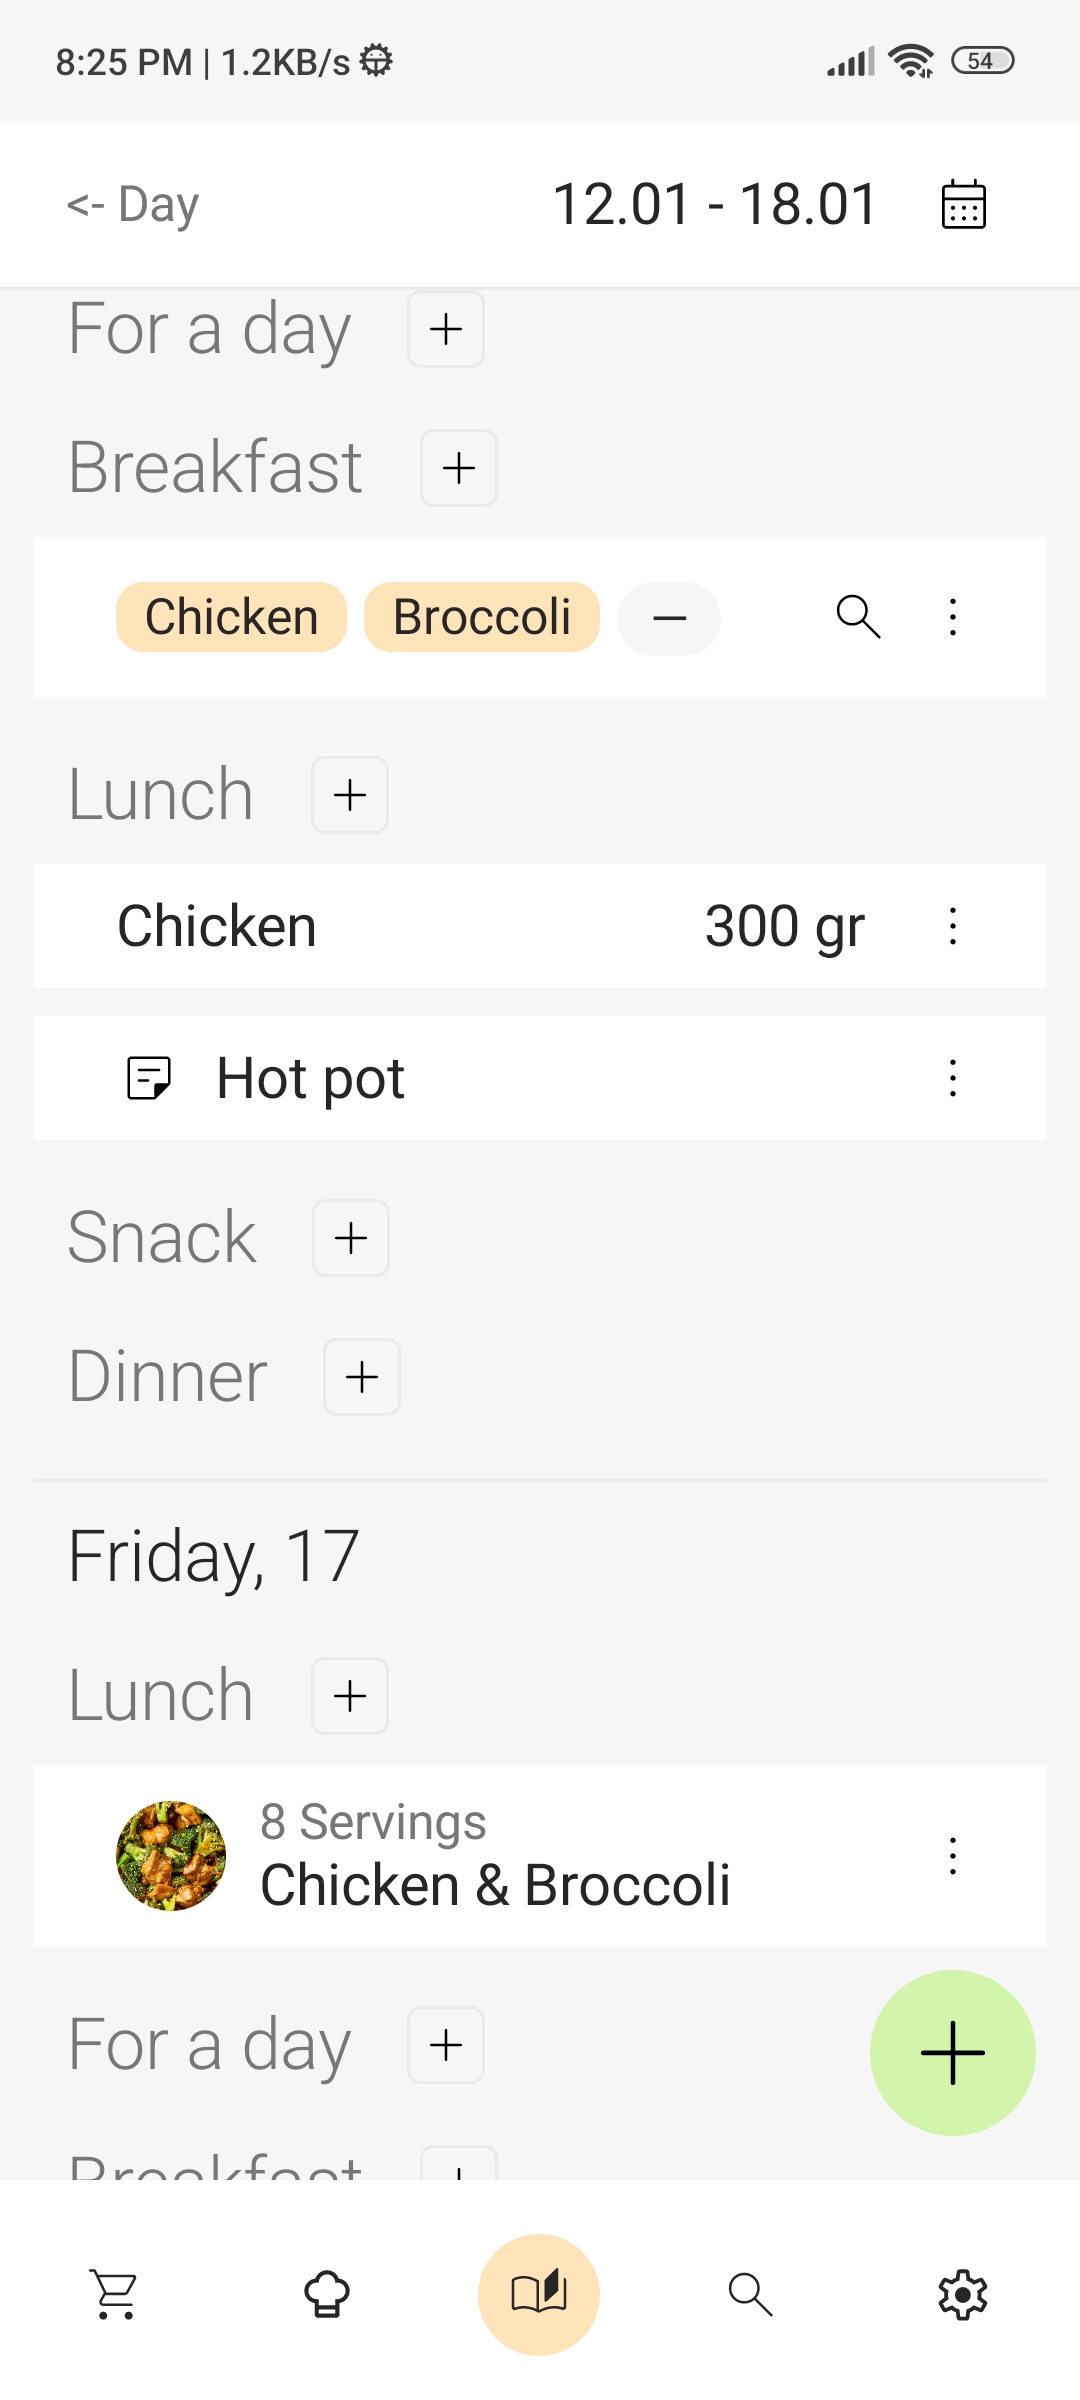 8:25 PM | 1.2KB/s 54
<- Day 12.01 - 18.01
For a day
Breakfast
Chicken Broccoli
Lunch
Chicken 300 gr
Hot pot
Snack
Dinner
Friday, 17
Lunch
8 Servings
Chicken & Broccoli
For a day
Breakfast